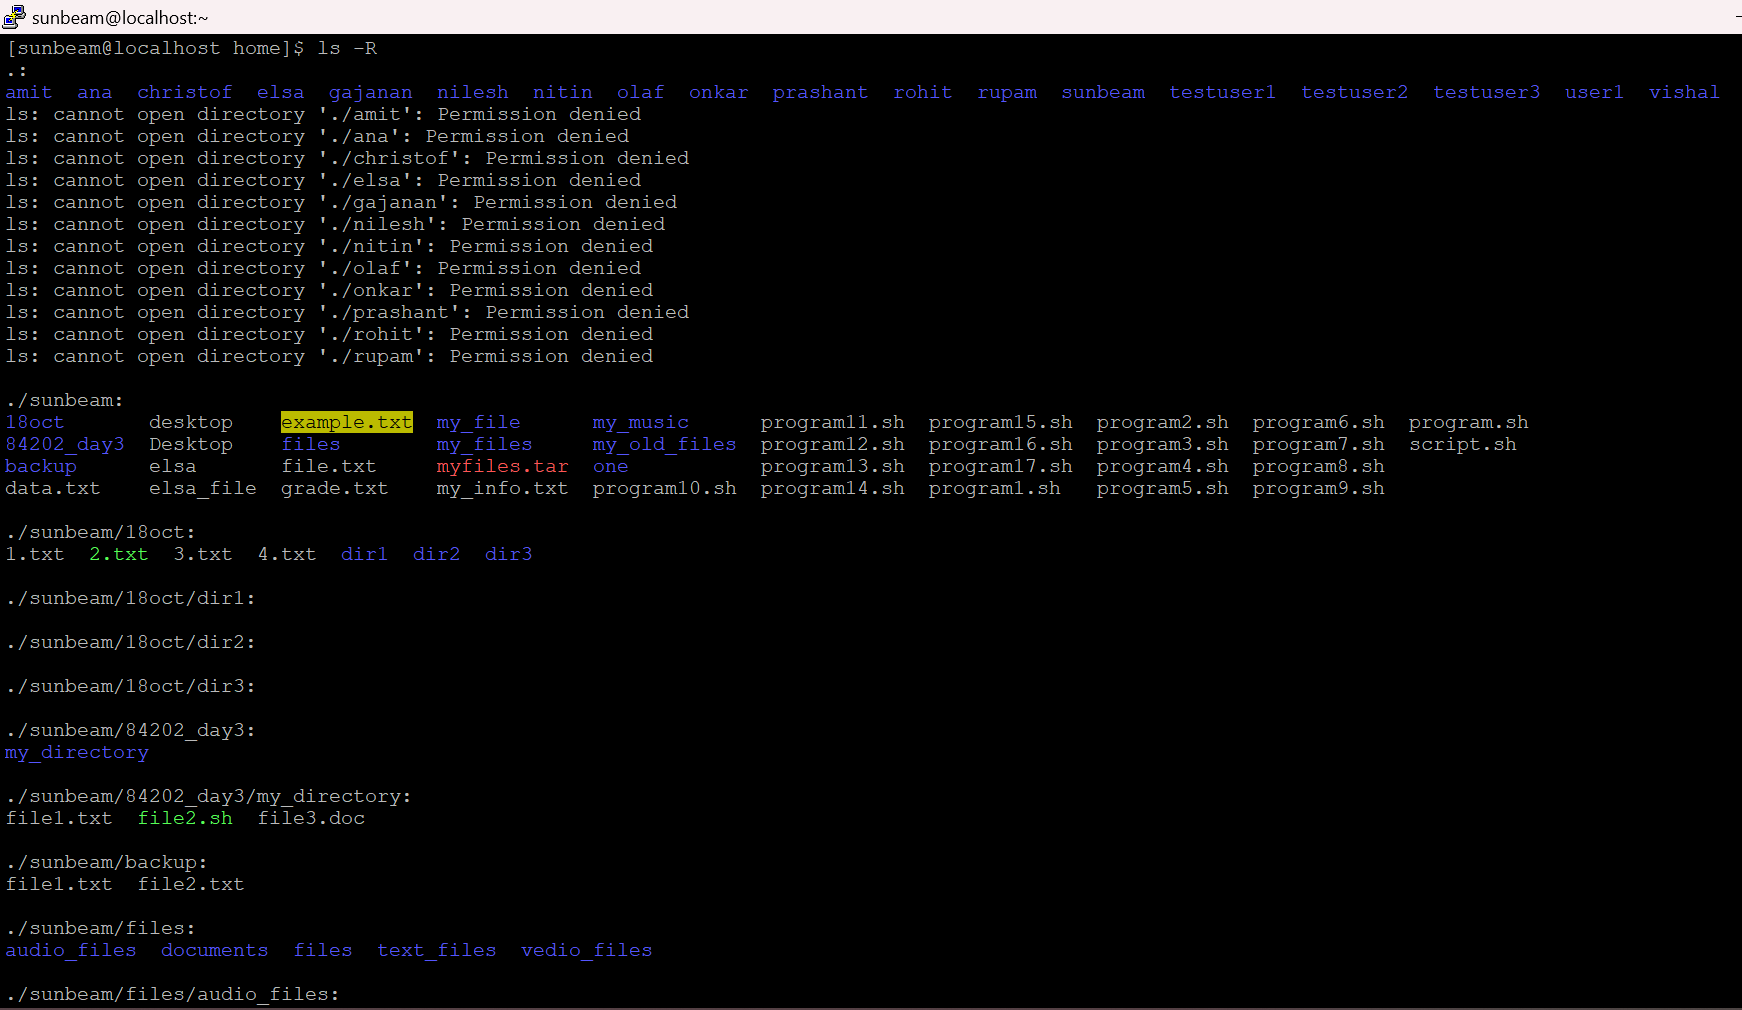 sunbeam@localhost:~
[sunbeam@localhost home]$ ls -R
.:
amit  ana  christof  elsa  gajanan  nilesh  nitin  olaf  onkar  prashant  rohit  rupam  sunbeam  testuser1  testuser2  testuser3  user1  vishal
ls: cannot open directory './amit': Permission denied
ls: cannot open directory './ana': Permission denied
ls: cannot open directory './christof': Permission denied
ls: cannot open directory './elsa': Permission denied
ls: cannot open directory './gajanan': Permission denied
ls: cannot open directory './nilesh': Permission denied
ls: cannot open directory './nitin': Permission denied
ls: cannot open directory './olaf': Permission denied
ls: cannot open directory './onkar': Permission denied
ls: cannot open directory './prashant': Permission denied
ls: cannot open directory './rohit': Permission denied
ls: cannot open directory './rupam': Permission denied
./sunbeam:
18oct       desktop     example.txt  my_file      my_music      program11.sh  program15.sh  program2.sh  program6.sh  program.sh
84202_day3  Desktop     files        my_files     my_old_files  program12.sh  program16.sh  program3.sh  program7.sh  script.sh
backup      elsa        file.txt     myfiles.tar  one           program13.sh  program17.sh  program4.sh  program8.sh
data.txt    elsa_file   grade.txt    my_info.txt  program10.sh  program14.sh  program1.sh   program5.sh  program9.sh
./sunbeam/18oct:
1.txt  2.txt  3.txt  4.txt  dir1  dir2  dir3
./sunbeam/18oct/dir1:
./sunbeam/18oct/dir2:
./sunbeam/18oct/dir3:
./sunbeam/84202_day3:
my_directory
./sunbeam/84202_day3/my_directory:
file1.txt  file2.sh  file3.doc
./sunbeam/backup:
file1.txt  file2.txt
./sunbeam/files:
audio_files  documents  files  text_files  vedio_files
./sunbeam/files/audio_files: